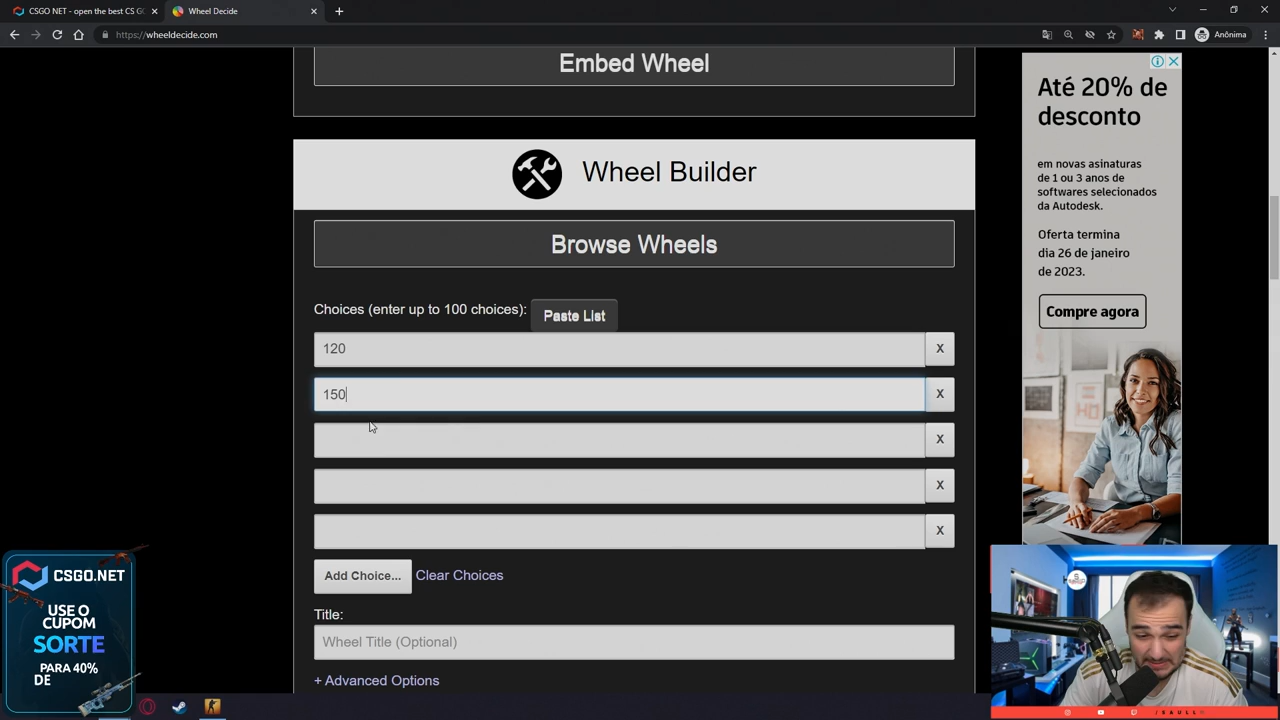 CSGO NET - open the best CS G
Wheel Decide
https://wheeldecide.com
Anônima
Embed Wheel
Wheel Builder
Browse Wheels
Choices (enter up to 100 choices):
Paste List
120
X
150
X
X
X
X
Add Choice...
Clear Choices
Title:
Wheel Title (Optional)
+ Advanced Options
Até 20% de
desconto
em novas asinaturas
de 1 ou 3 anos de
softwares selecionados
da Autodesk.
Oferta termina
dia 26 de janeiro
de 2023.
Compre agora
CSGO.NET
USE O
CUPOM
SORTE
PARA 40%
DE